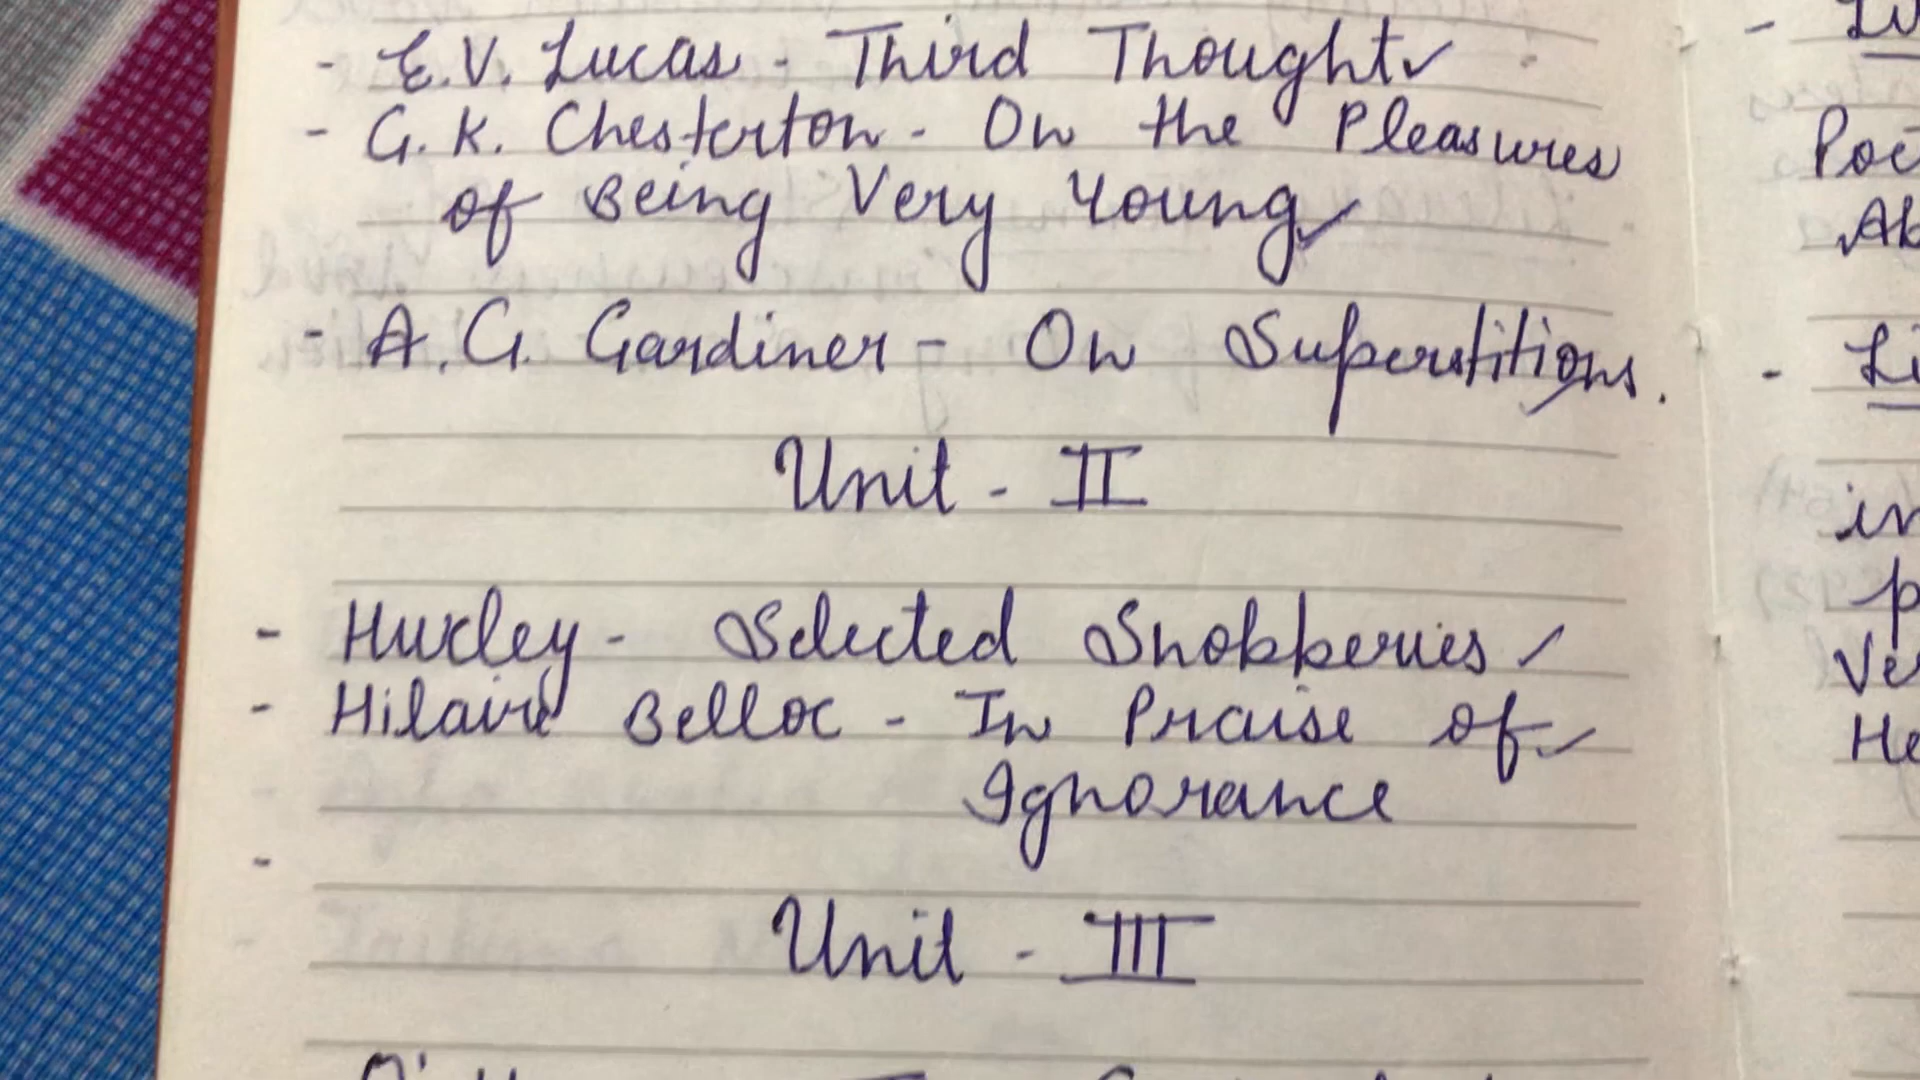 - E.V. Lucas - Third Thought ✓
- G.K. Chesterton - On the Pleasures
of Being Very Young ✓
- A.G. Gardiner - On Superstitions.
Unit - II
- Huxley - Selected Snobberies ✓
- Hilaire Belloc - In Praise of ✓
Ignorance
-
Unit - III